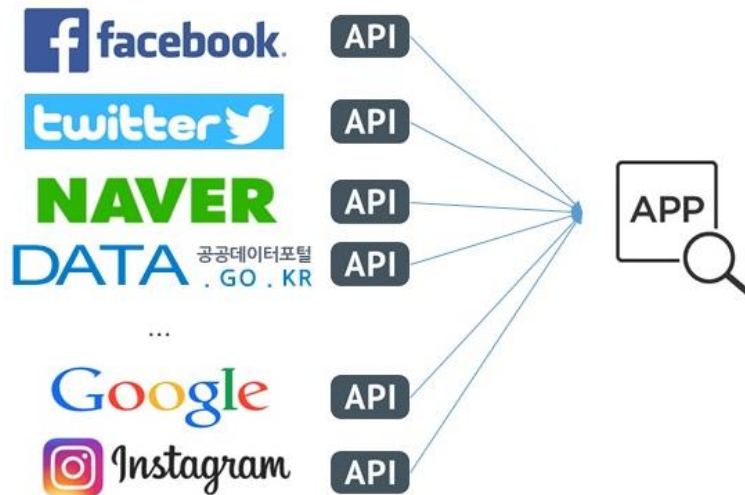 facebook. API
twitter API
NAVER API
DATA 공공데이터포털 API
. GO . KR
...
Google API
Instagram API
APP